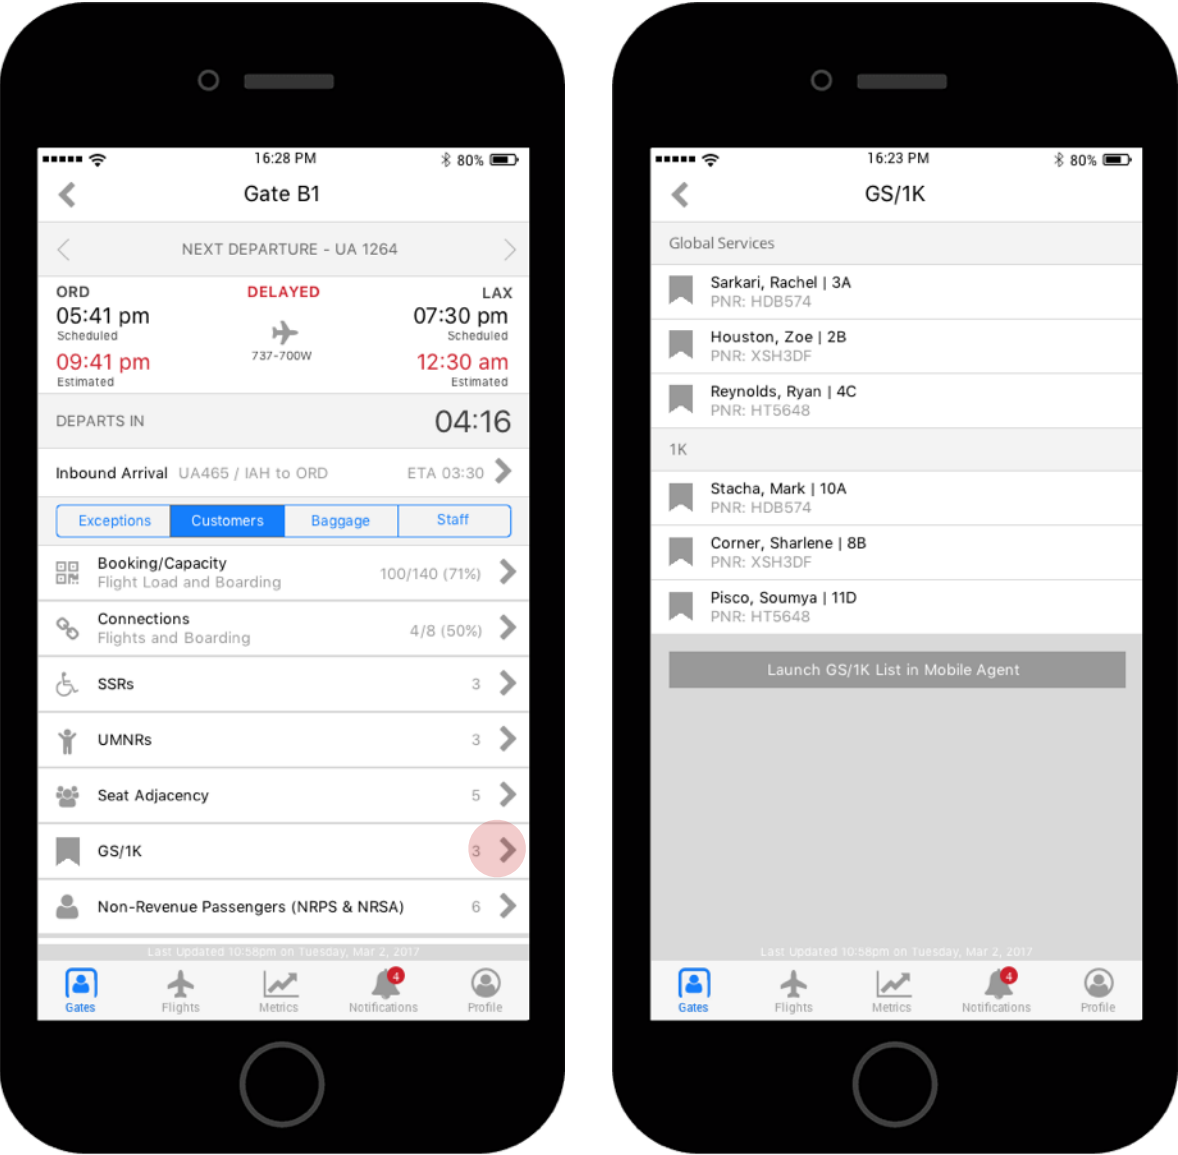 16:28 PM
80%
Gate B1
NEXT DEPARTURE - UA 1264
ORD DELAYED LAX
05:41 pm 07:30 pm
Scheduled Scheduled
737-700W
09:41 pm 12:30 am
Estimated Estimated
DEPARTS IN 04:16
Inbound Arrival UA465 / IAH to ORD ETA 03:30
Exceptions Customers Baggage Staff
Booking/Capacity
Flight Load and Boarding 100/140 (71%)
Connections
Flights and Boarding 4/8 (50%)
SSRs 3
UMNRs 3
Seat Adjacency 5
GS/1K 3
Non-Revenue Passengers (NRPS & NRSA) 6
Last Updated 10:58pm on Tuesday, Mar 2, 2017
4
Gates Flights Metrics Notifications Profile
16:23 PM
80%
GS/1K
Global Services
Sarkari, Rachel | 3A
PNR: HDB574
Houston, Zoe | 2B
PNR: XSH3DF
Reynolds, Ryan | 4C
PNR: HT5648
1K
Stacha, Mark | 10A
PNR: HDB574
Corner, Sharlene | 8B
PNR: XSH3DF
Pisco, Soumya | 11D
PNR: HT5648
Launch GS/1K List in Mobile Agent
Last Updated 10:58pm on Tuesday, Mar 2, 2017
4
Gates Flights Metrics Notifications Profile